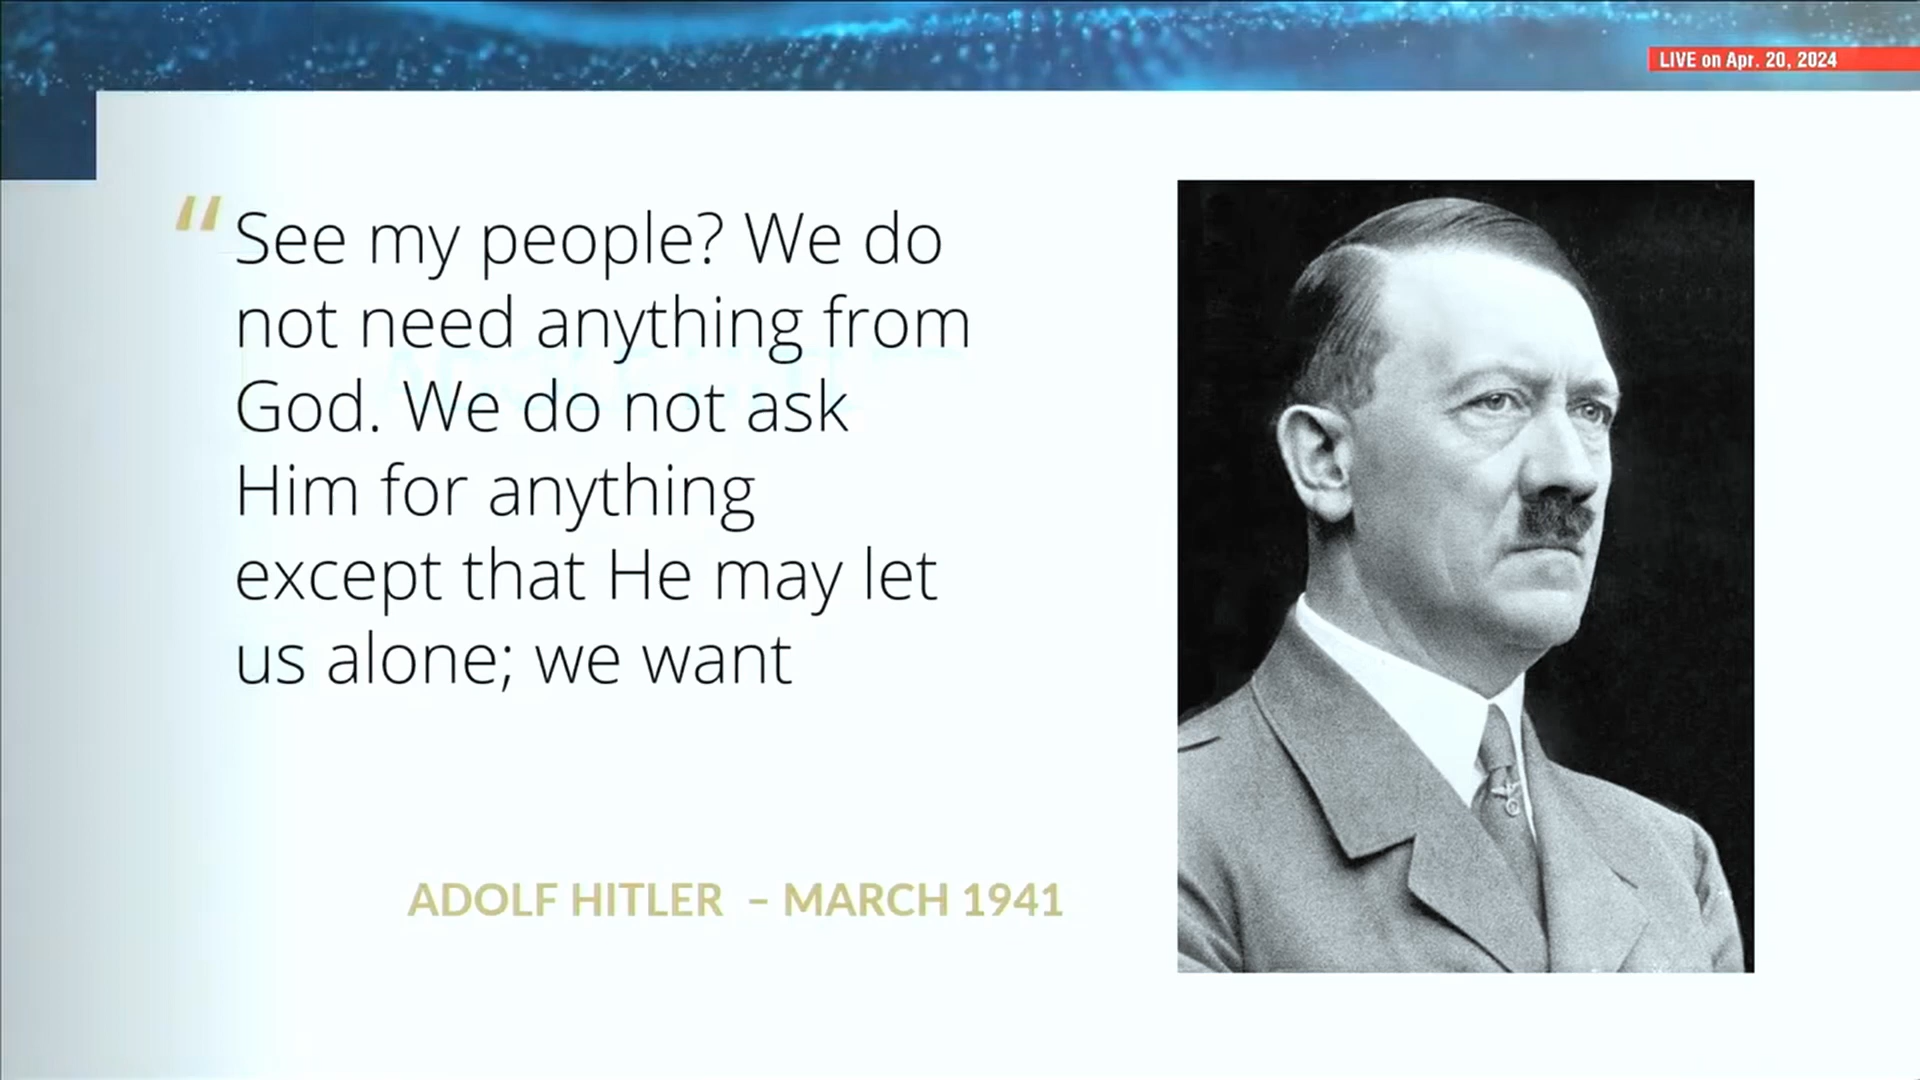 LIVE on Apr. 20, 2024
“ See my people? We do
not need anything from
God. We do not ask
Him for anything
except that He may let
us alone; we want
ADOLF HITLER – MARCH 1941